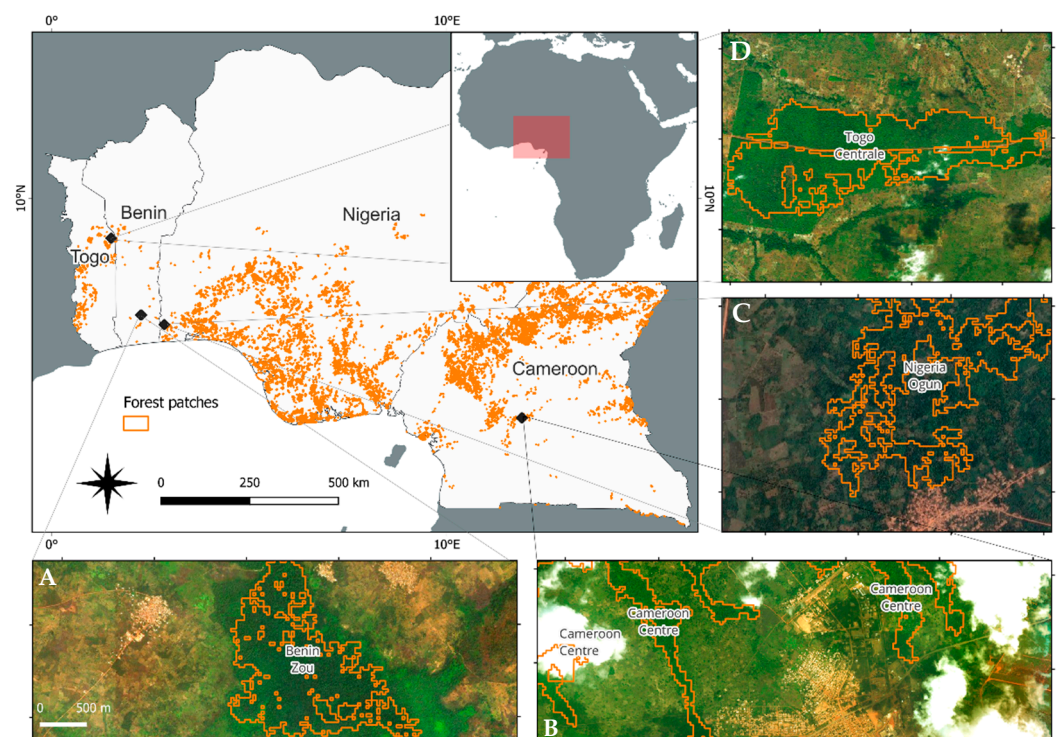 0°
10°E
10°N
Benin
Nigeria
Togo
Cameroon
Forest patches
0
250
500 km
10°N
0°
10°E
D
Togo
Centrale
C
Nigeria
Ogun
A
Benin
Zou
0
500 m
Cameroon
Centre
Cameroon
Centre
Cameroon
Centre
B